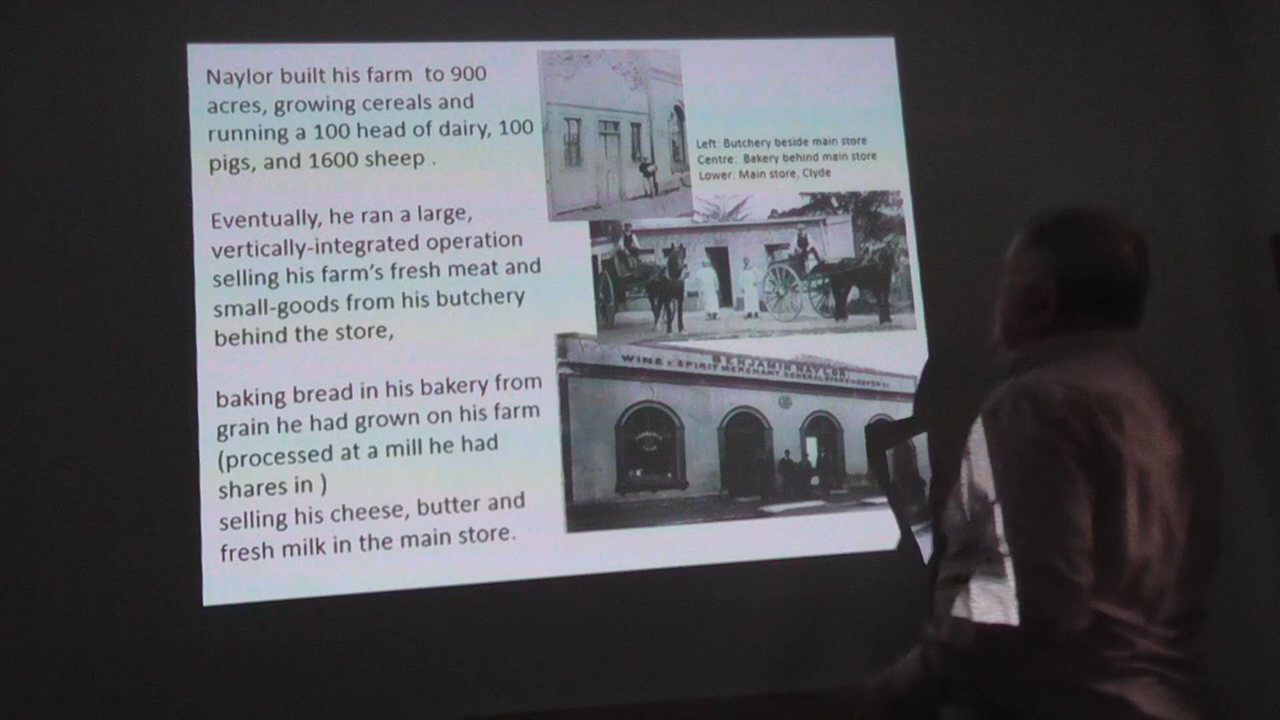 Naylor built his farm to 900
acres, growing cereals and
running a 100 head of dairy, 100
pigs, and 1600 sheep .
Eventually, he ran a large,
vertically-integrated operation
selling his farm's fresh meat and
small-goods from his butchery
behind the store,
baking bread in his bakery from
grain he had grown on his farm
(processed at a mill he had
shares in )
selling his cheese, butter and
fresh milk in the main store.
Left: Butchery beside main store
Centre: Bakery behind main store
Lower: Main store, Clyde
BENJAMIN NAYLOR
WINE & SPIRIT MERCHANT GENERAL STOREKEEPER